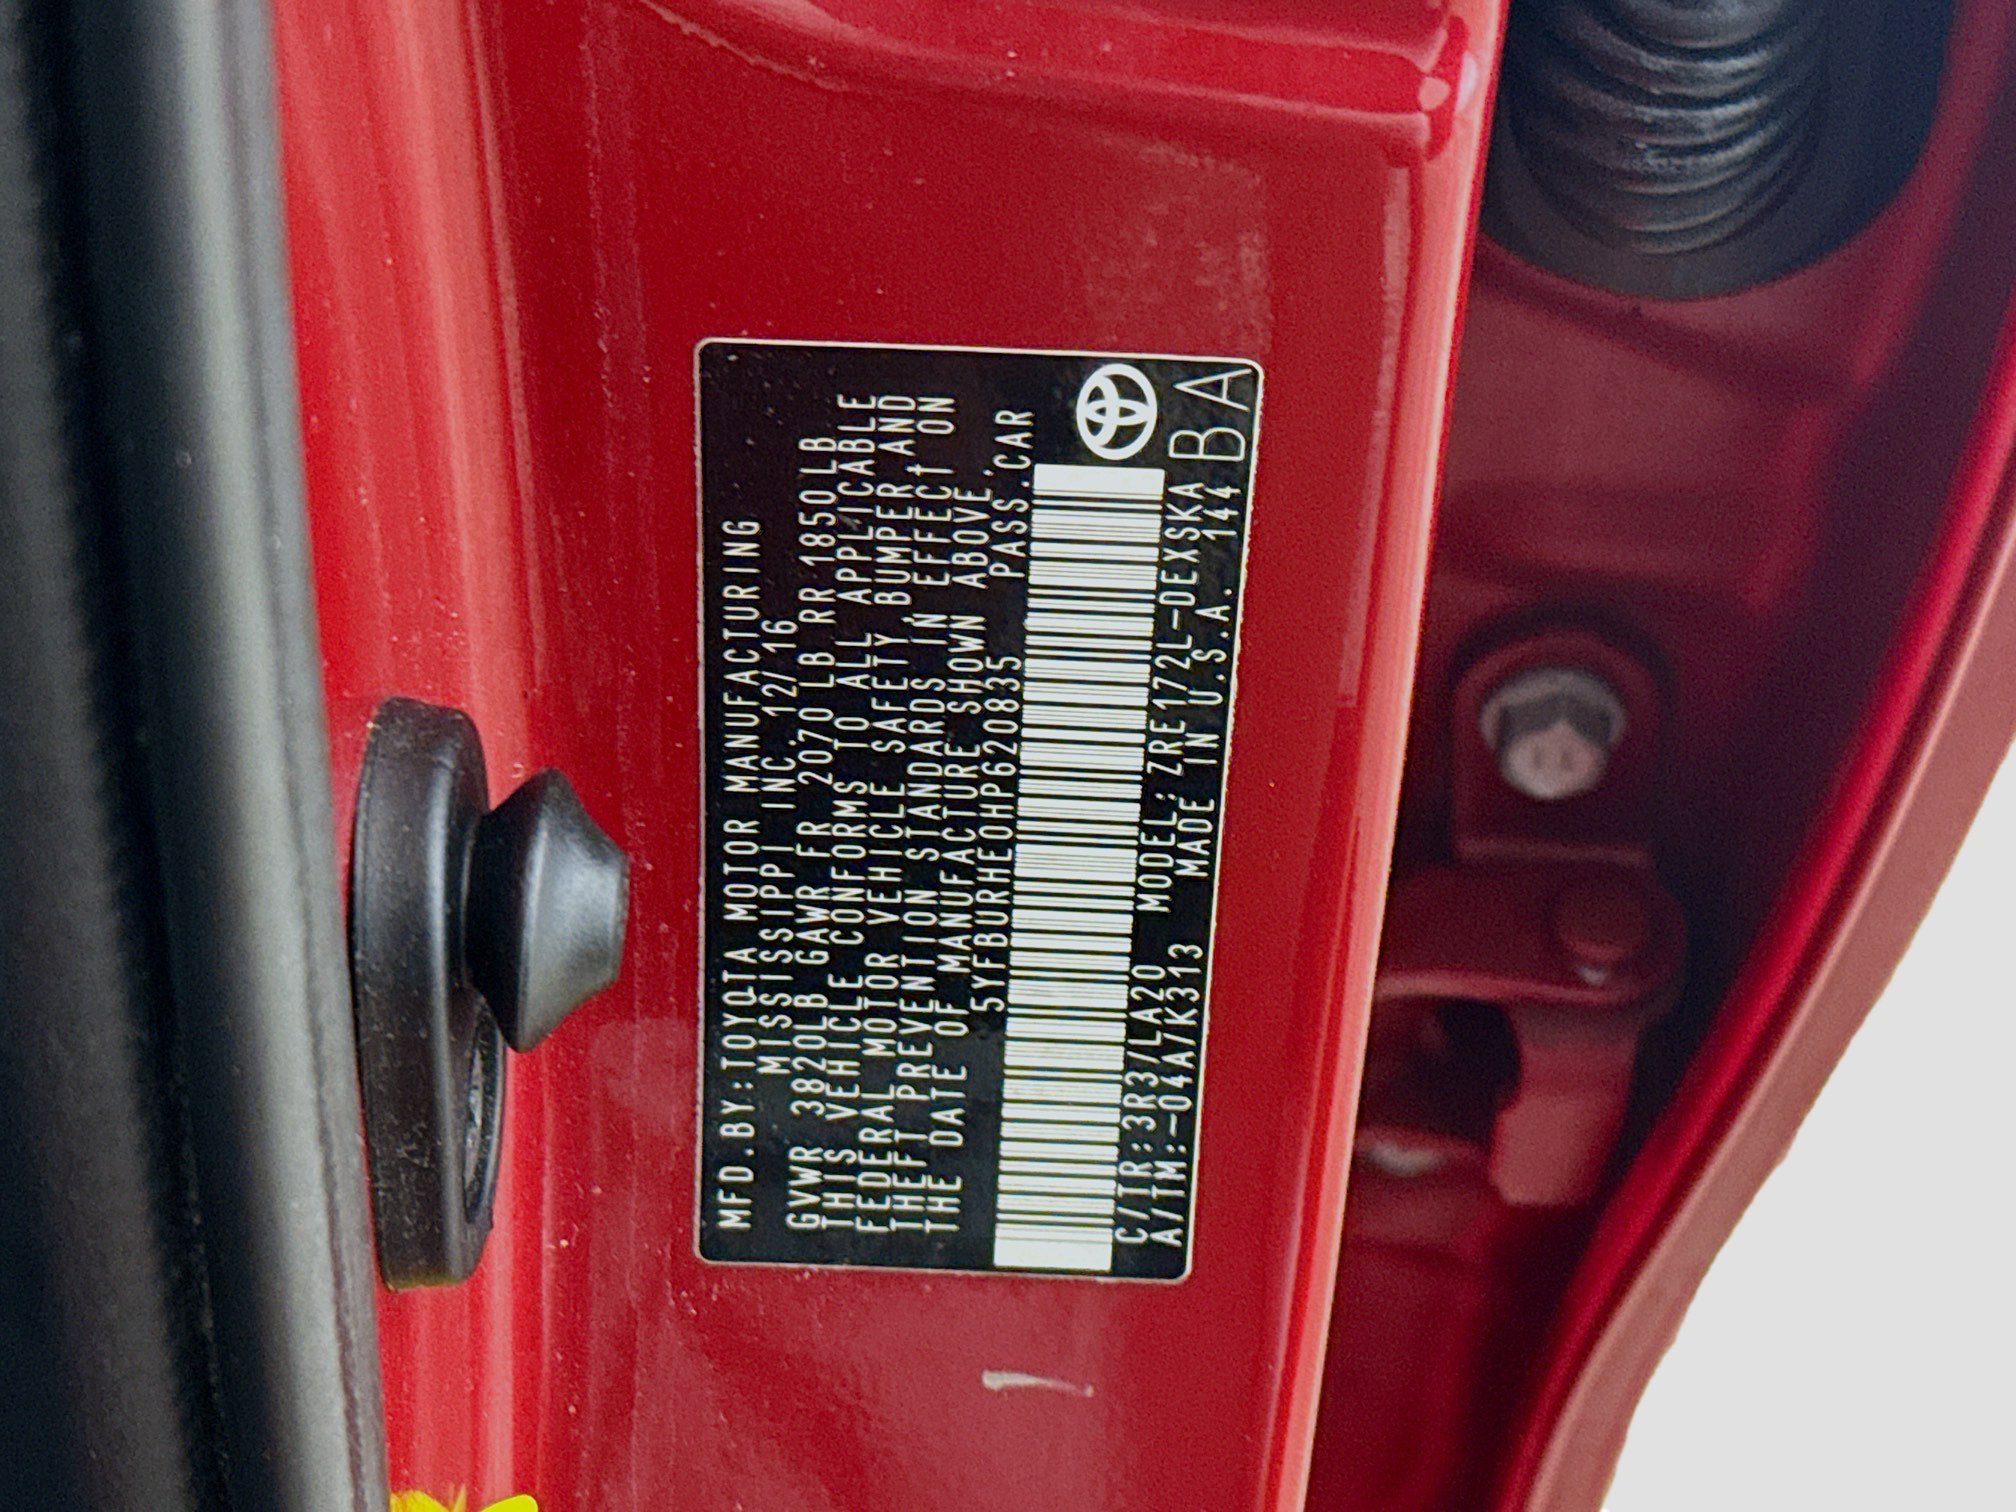 MFD.BY:TOYOTA MOTOR MANUFACTURING
MISSISSIPPI INC. 12/16
GVWR 3820LB GAWR FR 2070 LB RR 1850LB
THIS VEHICLE CONFORMS TO ALL APPLICABLE
FEDERAL MOTOR VEHICLE SAFETY,BUMPER,AND
THEFT PREVENTION STANDARDS IN EFFECT ON
THE DATE OF MANUFACTURE SHOWN ABOVE.
5YFBURHE0HP620835 PASS.CAR
C/TR:3R3/LA20 MODEL:ZRE172L-DEXSKA
A/TM:-04A/K313 MADE IN U.S.A. 144 BA